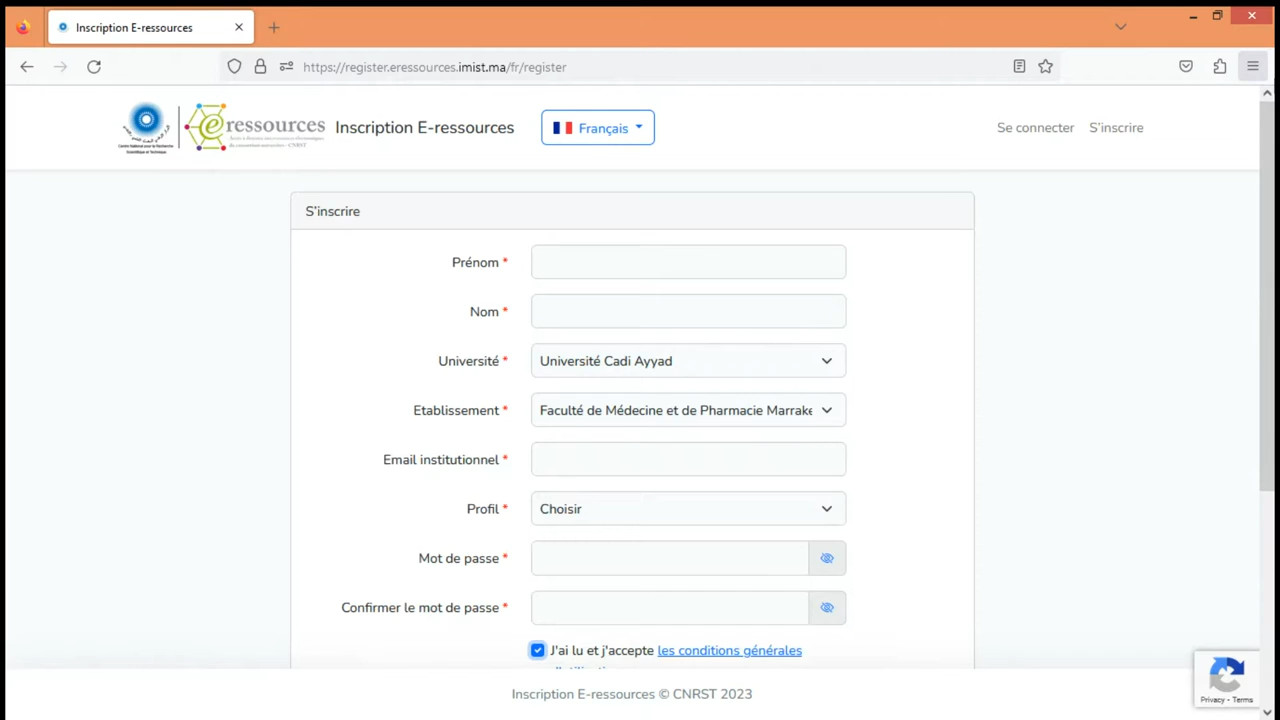 Inscription E-ressources
https://register.eressources.imist.ma/fr/register
eressources
Inscription E-ressources
Français
Se connecter
S'inscrire
S'inscrire
Prénom *
Nom *
Université *
Université Cadi Ayyad
Etablissement *
Faculté de Médecine et de Pharmacie Marrake
Email institutionnel *
Profil *
Choisir
Mot de passe *
Confirmer le mot de passe *
J'ai lu et j'accepte les conditions générales
Inscription E-ressources © CNRST 2023
Privacy - Terms